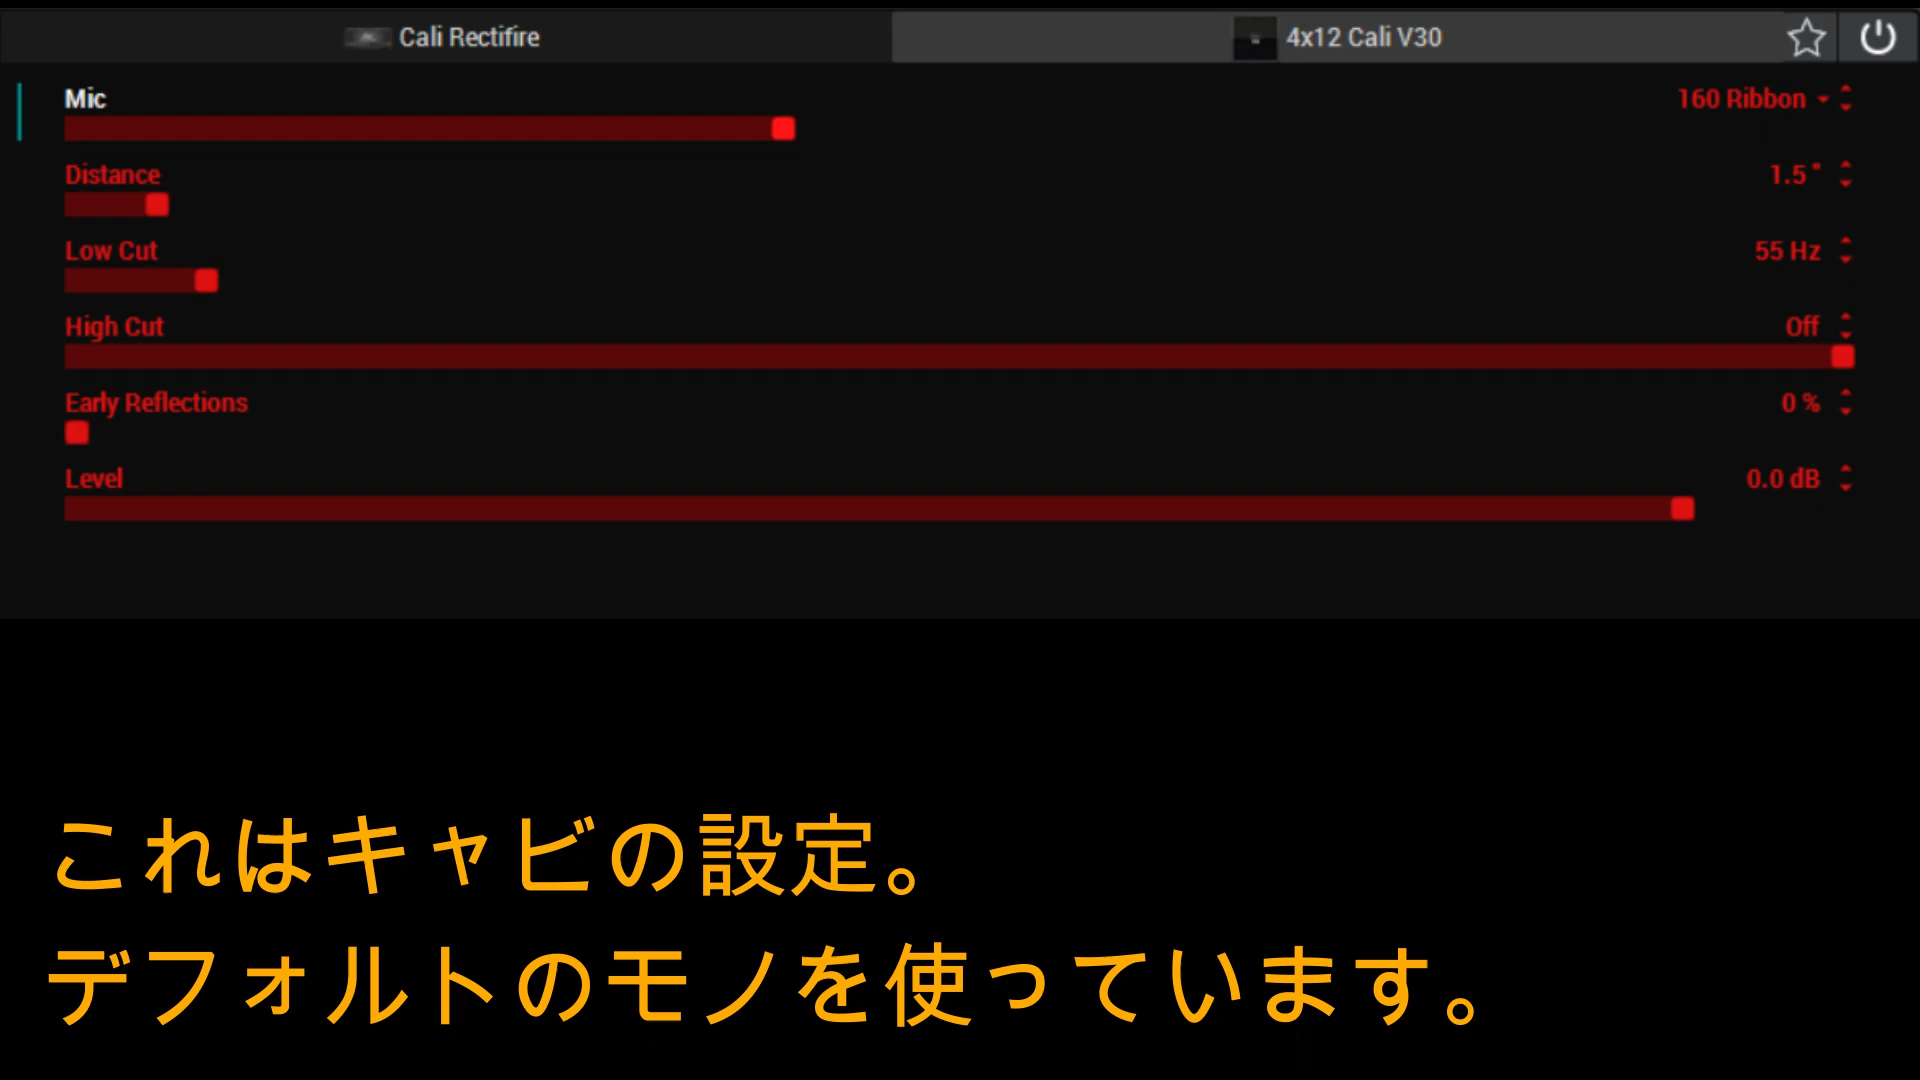 Cali Rectifire 4x12 Cali V30
Mic 160 Ribbon
Distance 1.5 "
Low Cut 55 Hz
High Cut Off
Early Reflections 0 %
Level 0.0 dB
これはキャビの設定。
デフォルトのモノを使っています。